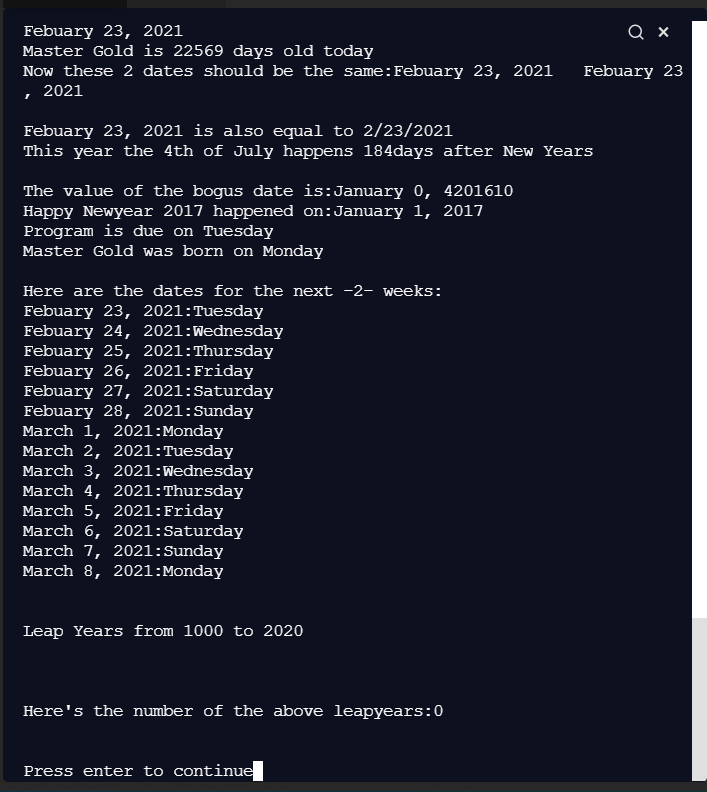 Febuary 23, 2021
Master Gold is 22569 days old today
Now these 2 dates should be the same:Febuary 23, 2021   Febuary 23
, 2021
Febuary 23, 2021 is also equal to 2/23/2021
This year the 4th of July happens 184days after New Years
The value of the bogus date is:January 0, 4201610
Happy Newyear 2017 happened on:January 1, 2017
Program is due on Tuesday
Master Gold was born on Monday
Here are the dates for the next -2- weeks:
Febuary 23, 2021:Tuesday
Febuary 24, 2021:Wednesday
Febuary 25, 2021:Thursday
Febuary 26, 2021:Friday
Febuary 27, 2021:Saturday
Febuary 28, 2021:Sunday
March 1, 2021:Monday
March 2, 2021:Tuesday
March 3, 2021:Wednesday
March 4, 2021:Thursday
March 5, 2021:Friday
March 6, 2021:Saturday
March 7, 2021:Sunday
March 8, 2021:Monday
Leap Years from 1000 to 2020
Here's the number of the above leapyears:0
Press enter to continue